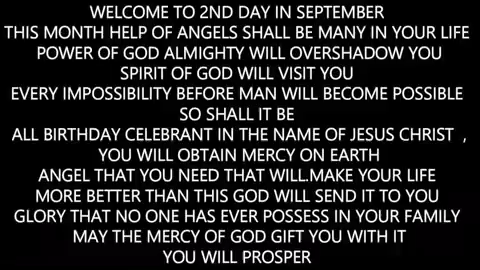 WELCOME TO 2ND DAY IN SEPTEMBER
THIS MONTH HELP OF ANGELS SHALL BE MANY IN YOUR LIFE
POWER OF GOD ALMIGHTY WILL OVERSHADOW YOU
SPIRIT OF GOD WILL VISIT YOU
EVERY IMPOSSIBILITY BEFORE MAN WILL BECOME POSSIBLE
SO SHALL IT BE
ALL BIRTHDAY CELEBRANT IN THE NAME OF JESUS CHRIST ,
YOU WILL OBTAIN MERCY ON EARTH
ANGEL THAT YOU NEED THAT WILL.MAKE YOUR LIFE
MORE BETTER THAN THIS GOD WILL SEND IT TO YOU
GLORY THAT NO ONE HAS EVER POSSESS IN YOUR FAMILY
MAY THE MERCY OF GOD GIFT YOU WITH IT
YOU WILL PROSPER